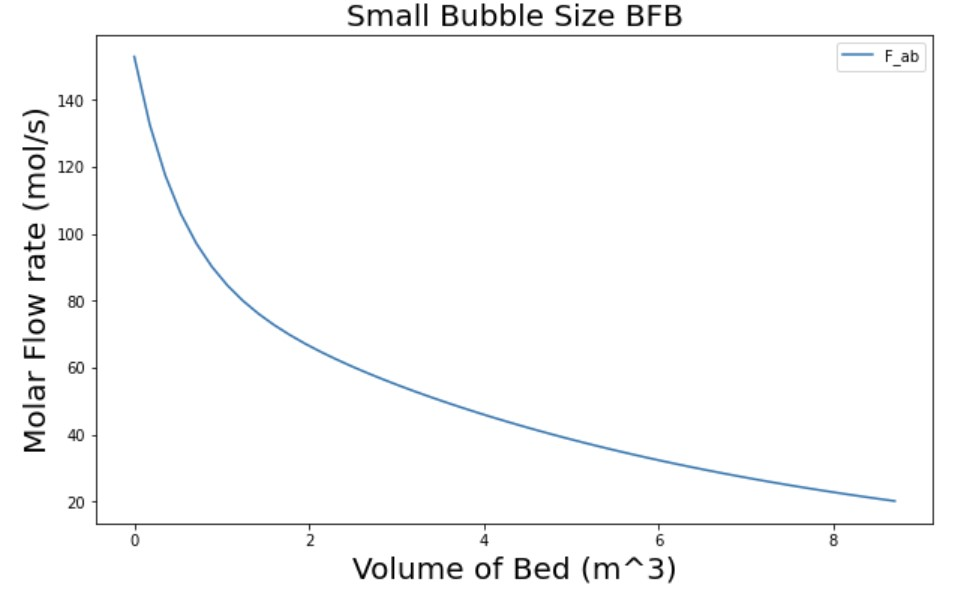 Small Bubble Size BFB
F_ab
Molar Flow rate (mol/s)
140
120
100
80
60
40
20
0 2 4 6 8
Volume of Bed (m^3)